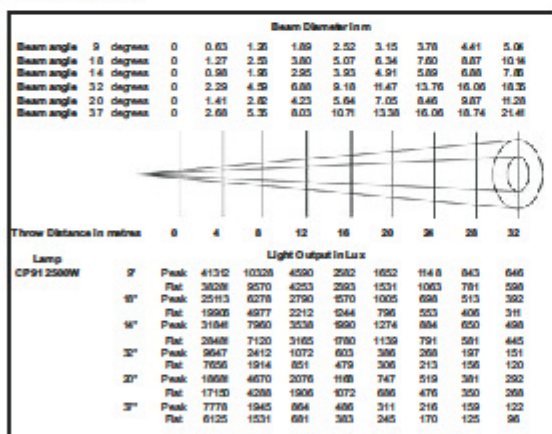 Beam Diameter in m
Beam angle 9 degrees 0 0.63 1.26 1.89 2.52 3.15 3.78 4.41 5.04
Beam angle 18 degrees 0 1.27 2.53 3.80 5.07 6.34 7.60 8.87 10.14
Beam angle 14 degrees 0 0.98 1.96 2.95 3.93 4.91 5.89 6.88 7.86
Beam angle 32 degrees 0 2.29 4.59 6.88 9.18 11.47 13.76 16.06 18.35
Beam angle 20 degrees 0 1.41 2.82 4.23 5.64 7.05 8.46 9.87 11.28
Beam angle 37 degrees 0 2.68 5.35 8.03 10.71 13.38 16.06 18.74 21.41
Throw Distance in metres 0 4 8 12 16 20 24 28 32
Lamp Light Output in Lux
CP91 2500W 9° Peak 41312 10328 4590 2582 1652 1148 843 646
Flat 38281 9570 4253 2393 1531 1063 781 598
18° Peak 25113 6278 2790 1570 1005 698 513 392
Flat 19906 4977 2212 1244 796 553 406 311
14° Peak 31841 7960 3538 1990 1274 884 650 498
Flat 28481 7120 3165 1780 1139 791 581 445
32° Peak 9647 2412 1072 603 386 268 197 151
Flat 7656 1914 851 479 306 213 156 120
20° Peak 18681 4670 2076 1168 747 519 381 292
Flat 17150 4288 1906 1072 686 476 350 268
37° Peak 7778 1945 864 486 311 216 159 122
Flat 6125 1531 681 383 245 170 125 96